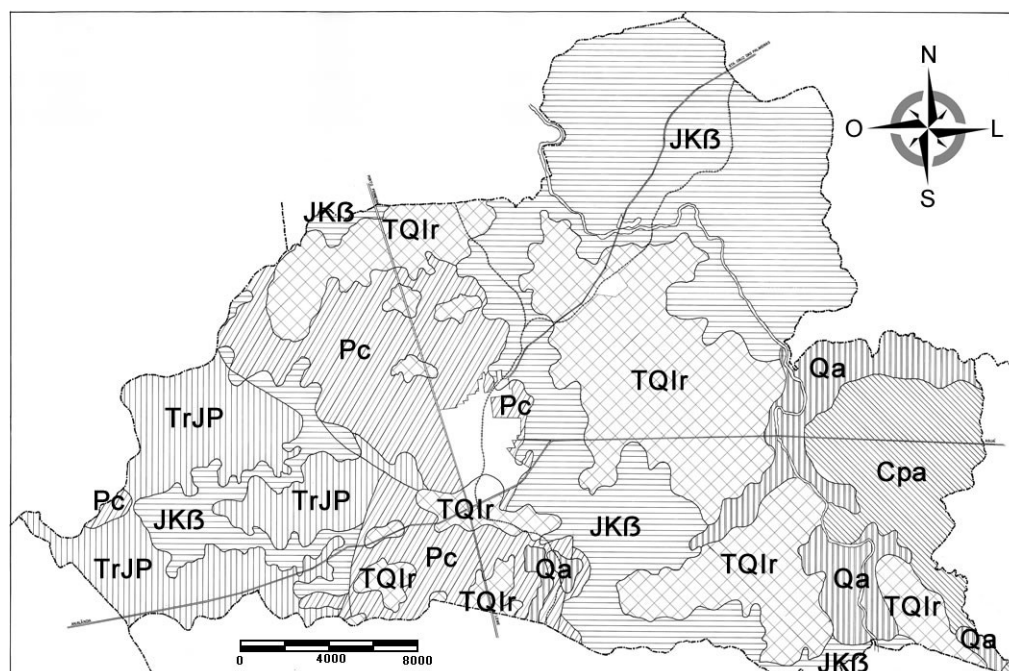 N
O
L
S
JKß
JKß
TQIr
Pc
Qa
TQIr
Pc
TrJP
Cpa
TrJP
Pc
TQIr
JKß
JKß
Pc
TQIr
TrJP
TQIr
Qa
Qa
TQIr
TQIr
Qa
JKß
0 4000 8000